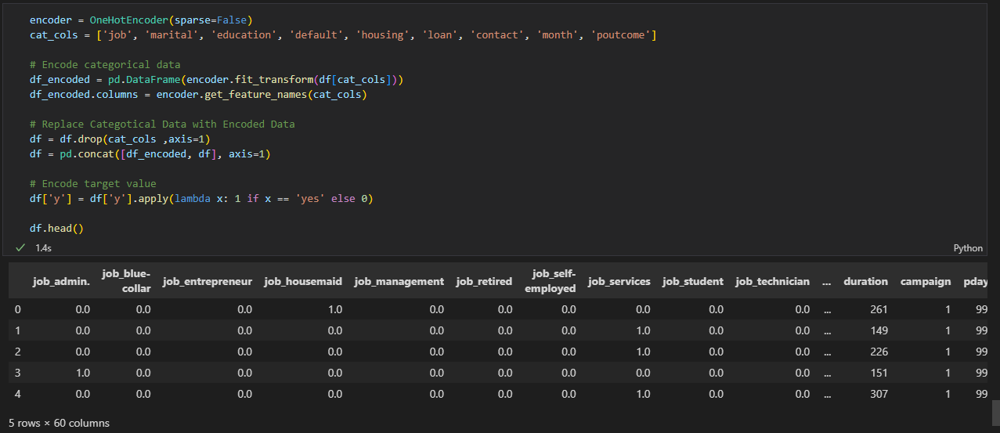 encoder = OneHotEncoder(sparse=False)
cat_cols = ['job', 'marital', 'education', 'default', 'housing', 'loan', 'contact', 'month', 'poutcome']
# Encode categorical data
df_encoded = pd.DataFrame(encoder.fit_transform(df[cat_cols]))
df_encoded.columns = encoder.get_feature_names(cat_cols)
# Replace Categotical Data with Encoded Data
df = df.drop(cat_cols ,axis=1)
df = pd.concat([df_encoded, df], axis=1)
# Encode target value
df['y'] = df['y'].apply(lambda x: 1 if x == 'yes' else 0)
df.head()
1.4s Python
job_admin. job_blue-collar job_entrepreneur job_housemaid job_management job_retired job_self-employed job_services job_student job_technician ... duration campaign pday
0 0.0 0.0 0.0 1.0 0.0 0.0 0.0 0.0 0.0 0.0 ... 261 1 99
1 0.0 0.0 0.0 0.0 0.0 0.0 0.0 1.0 0.0 0.0 ... 149 1 99
2 0.0 0.0 0.0 0.0 0.0 0.0 0.0 1.0 0.0 0.0 ... 226 1 99
3 1.0 0.0 0.0 0.0 0.0 0.0 0.0 0.0 0.0 0.0 ... 151 1 99
4 0.0 0.0 0.0 0.0 0.0 0.0 0.0 1.0 0.0 0.0 ... 307 1 99
5 rows × 60 columns